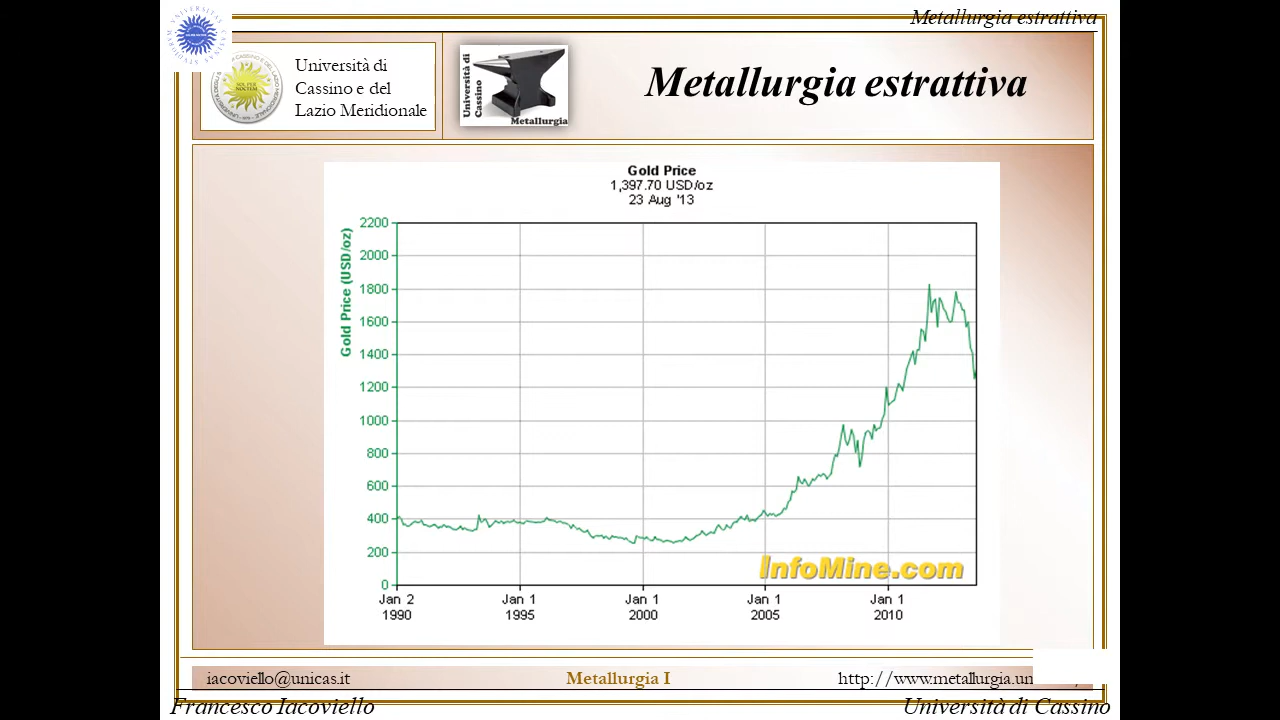 Metallurgia estrattiva
Università di
Cassino e del
Lazio Meridionale
Università di
Cassino
Metallurgia
Metallurgia estrattiva
Gold Price
1,397.70 USD/oz
23 Aug '13
Gold Price (USD/oz)
2200
2000
1800
1600
1400
1200
1000
800
600
400
200
0
InfoMine.com
Jan 2 Jan 1 Jan 1 Jan 1 Jan 1
1990 1995 2000 2005 2010
iacoviello@unicas.it Metallurgia I http://www.metallurgia.un
Francesco Iacoviello Università di Cassino